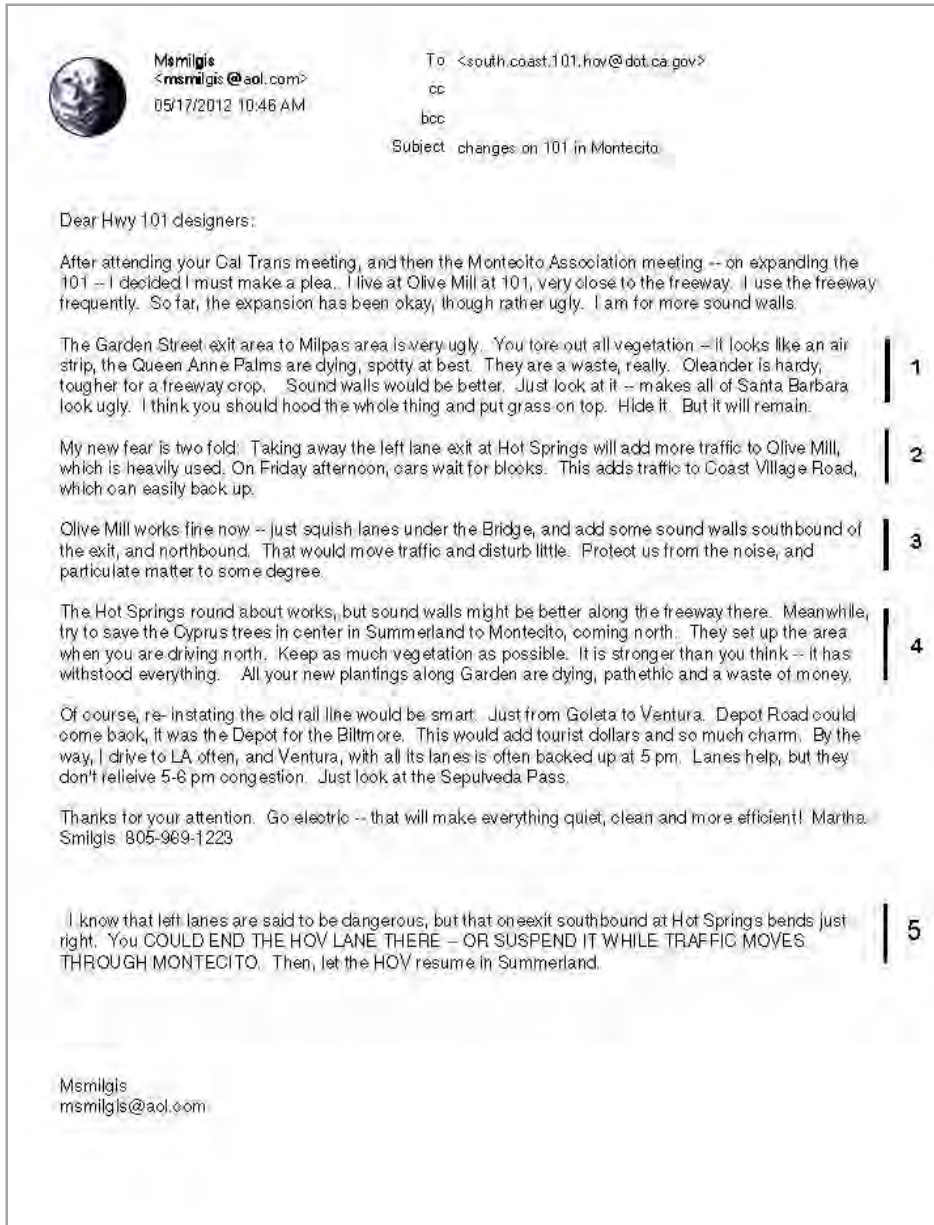 Msmilgis
<msmilgis@aol.com>
05/17/2012 10:46 AM
To <south.coast.101.hov@dot.ca.gov>
cc
bcc
Subject changes on 101 in Montecito
Dear Hwy 101 designers:
After attending your Cal Trans meeting, and then the Montecito Association meeting -- on expanding the
101 -- I decided I must make a plea. I live at Olive Mill at 101, very close to the freeway. I use the freeway
frequently. So far, the expansion has been okay, though rather ugly. I am for more sound walls.
The Garden Street exit area to Milpas area is very ugly. You tore out all vegetation -- it looks like an air
strip, the Queen Anne Palms are dying, spotty at best. They are a waste, really. Oleander is hardy,
tougher for a freeway crop. Sound walls would be better. Just look at it -- makes all of Santa Barbara
look ugly. I think you should hood the whole thing and put grass on top. Hide it. But it will remain.
1
My new fear is two fold: Taking away the left lane exit at Hot Springs will add more traffic to Olive Mill,
which is heavily used. On Friday afternoon, cars wait for blocks. This adds traffic to Coast Village Road,
which can easily back up.
2
Olive Mill works fine now -- just squish lanes under the Bridge, and add some sound walls southbound of
the exit, and northbound. That would move traffic and disturb little. Protect us from the noise, and
particulate matter to some degree.
3
The Hot Springs round about works, but sound walls might be better along the freeway there. Meanwhile,
try to save the Cyprus trees in center in Summerland to Montecito, coming north. They set up the area
when you are driving north. Keep as much vegetation as possible. It is stronger than you think -- it has
withstood everything. All your new plantings along Garden are dying, pathethic and a waste of money.
4
Of course, re- instating the old rail line would be smart. Just from Goleta to Ventura. Depot Road could
come back, it was the Depot for the Biltmore. This would add tourist dollars and so much charm. By the
way, I drive to LA often, and Ventura, with all its lanes is often backed up at 5 pm. Lanes help, but they
don't relieive 5-6 pm congestion. Just look at the Sepulveda Pass.
Thanks for your attention. Go electric -- that will make everything quiet, clean and more efficient! Martha
Smilgis 805-969-1223
I know that left lanes are said to be dangerous, but that oneexit southbound at Hot Springs bends just
right. You COULD END THE HOV LANE THERE -- OR SUSPEND IT WHILE TRAFFIC MOVES
THROUGH MONTECITO. Then, let the HOV resume in Summerland.
5
Msmilgis
msmilgis@aol.com